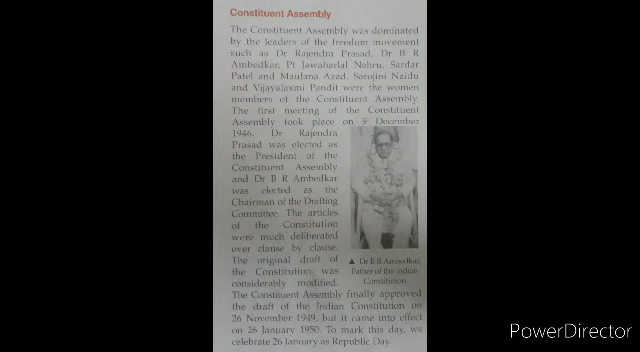 Constituent Assembly
The Constituent Assembly was dominated
by the leaders of the freedom movement
such as Dr Rajendra Prasad, Dr B R
Ambedkar, Pt Jawaharlal Nehru, Sardar
Patel and Maulana Azad. Sarojini Naidu
and Vijayalaxmi Pandit were the women
members of the Constituent Assembly.
The first meeting of the Constituent
Assembly took place on 9 December
1946. Dr Rajendra
Prasad was elected as
the President of the
Constituent Assembly
and Dr B R Ambedkar
was elected as the
Chairman of the Drafting
Committee. The articles
of the Constitution
were much deliberated
over clause by clause.
The original draft of
the Constitution was
considerably modified.
▲ Dr B R Ambedkar
Father of the Indian
Constitution
The Constituent Assembly finally approved
the draft of the Indian Constitution on
26 November 1949, but it came into effect
on 26 January 1950. To mark this day, we
celebrate 26 January as Republic Day.
PowerDirector